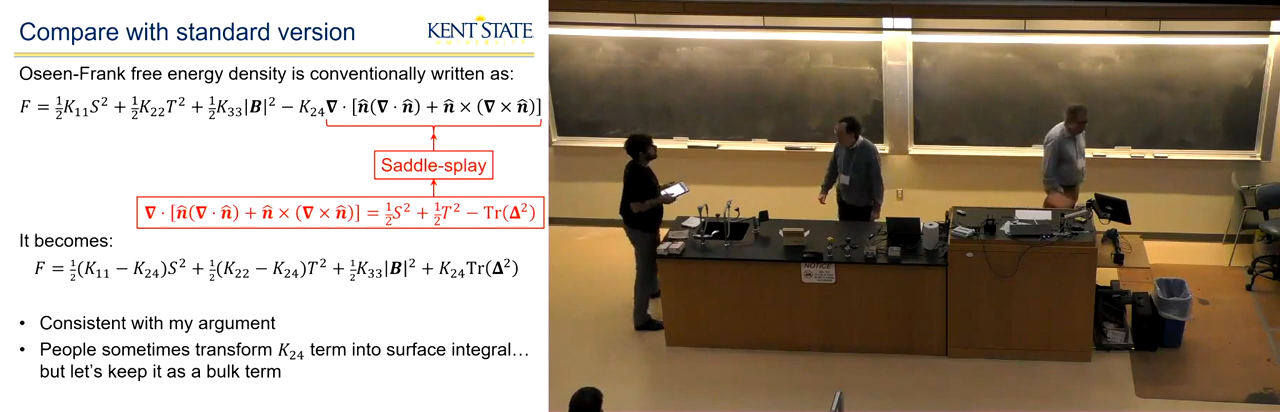 Compare with standard version
KENT STATE
UNIVERSITY
Oseen-Frank free energy density is conventionally written as:
F = ½K₁₁S² + ½K₂₂T² + ½K₃₃|B|² − K₂₄∇ · [n̂(∇ · n̂) + n̂ × (∇ × n̂)]
Saddle-splay
∇ · [n̂(∇ · n̂) + n̂ × (∇ × n̂)] = ½S² + ½T² − Tr(Δ²)
It becomes:
F = ½(K₁₁ − K₂₄)S² + ½(K₂₂ − K₂₄)T² + ½K₃₃|B|² + K₂₄Tr(Δ²)
• Consistent with my argument
• People sometimes transform K₂₄ term into surface integral…
but let's keep it as a bulk term
NOTICE